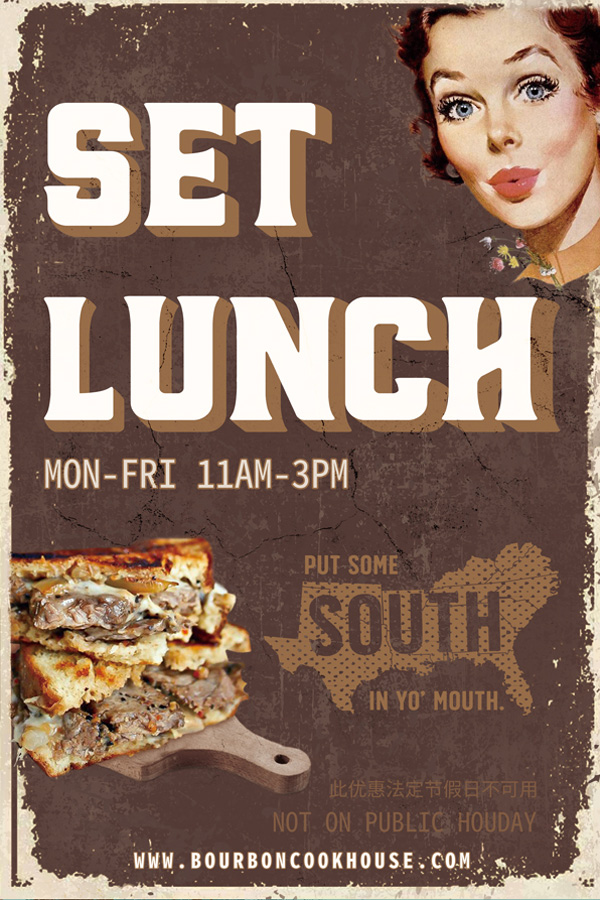 SET
LUNCH
MON-FRI 11AM-3PM
PUT SOME
SOUTH
IN YO' MOUTH.
此优惠法定节假日不可用
NOT ON PUBLIC HOUDAY
WWW.BOURBONCOOKHOUSE.COM